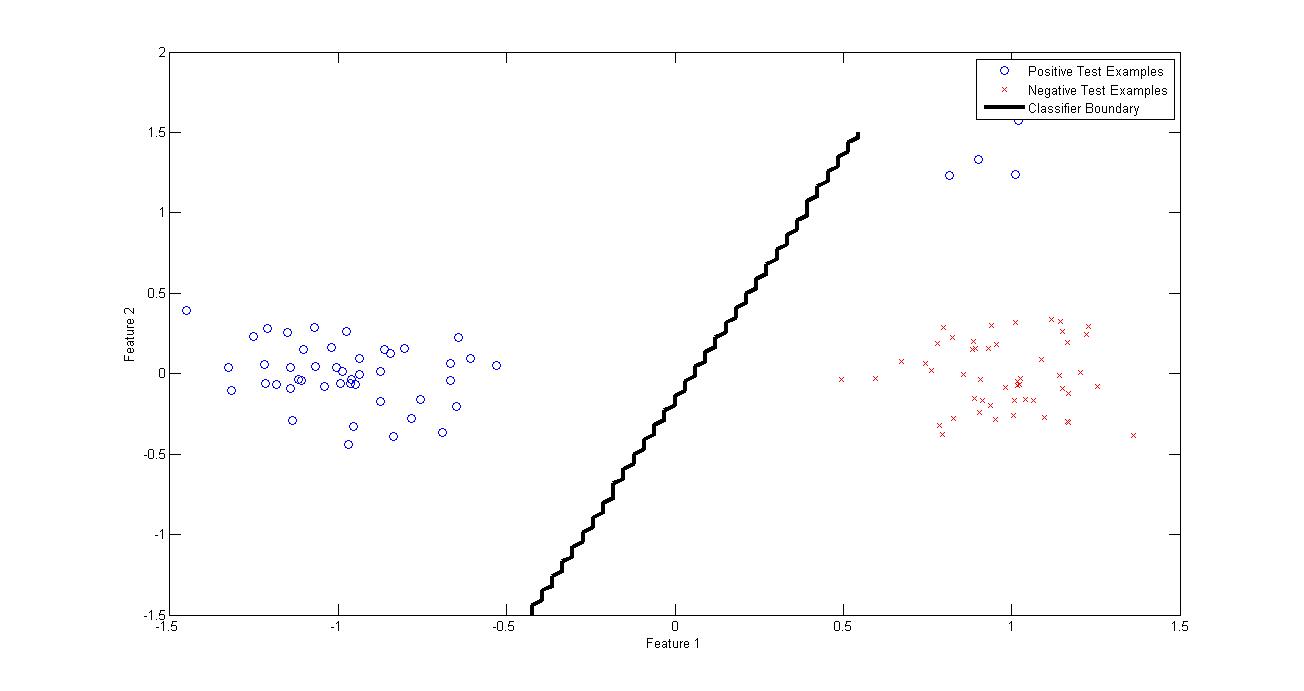 2
Positive Test Examples
Negative Test Examples
Classifier Boundary
1.5
1
0.5
Feature 2
0
-0.5
-1
-1.5
-1.5 -1 -0.5 0 0.5 1 1.5
Feature 1